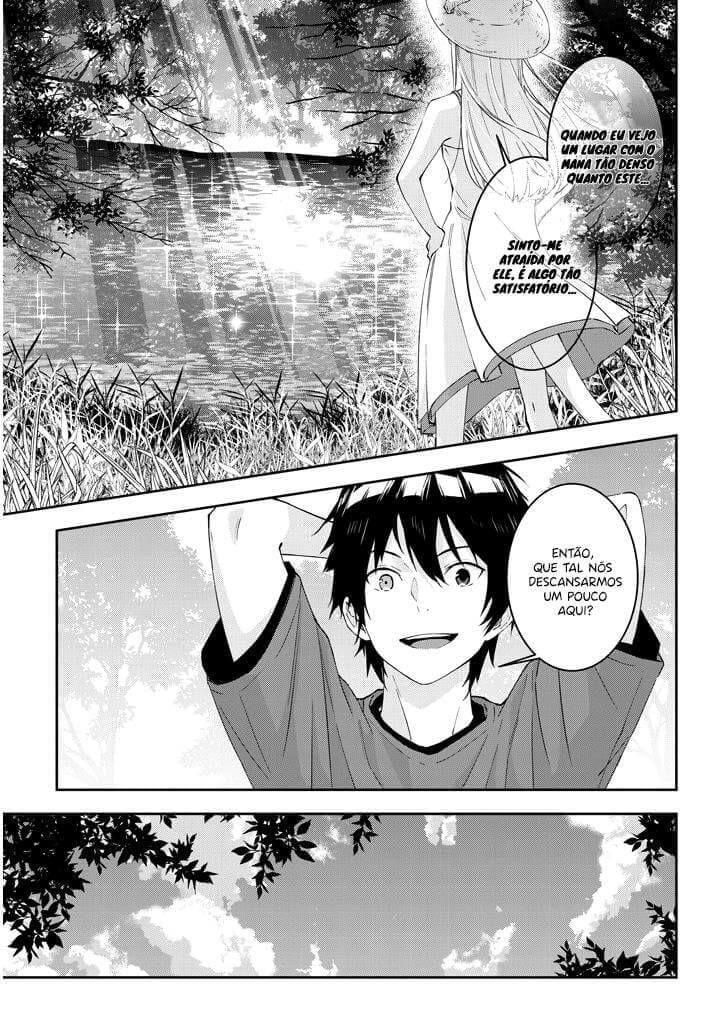 QUANDO EU VEJO
UM LUGAR COM O
MANA TÃO DENSO
QUANTO ESTE...
SINTO-ME
ATRAÍDA POR
ELE, É ALGO TÃO
SATISFATÓRIO...
ENTÃO,
QUE TAL NÓS
DESCANSARMOS
UM POUCO
AQUI?